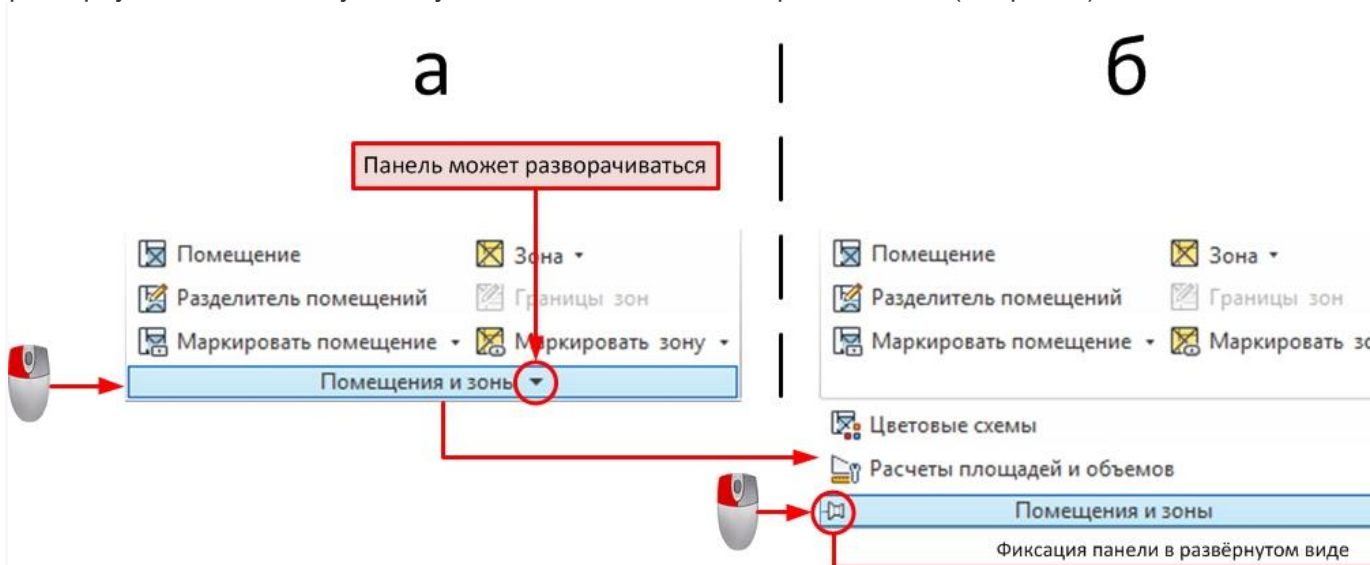 а
б
Панель может разворачиваться
Помещение
Зона
Разделитель помещений
Границы зон
Маркировать помещение
Маркировать зону
Помещения и зоны
Помещение
Зона
Разделитель помещений
Границы зон
Маркировать помещение
Маркировать
Цветовые схемы
Расчеты площадей и объемов
Помещения и зоны
Фиксация панели в развёрнутом виде